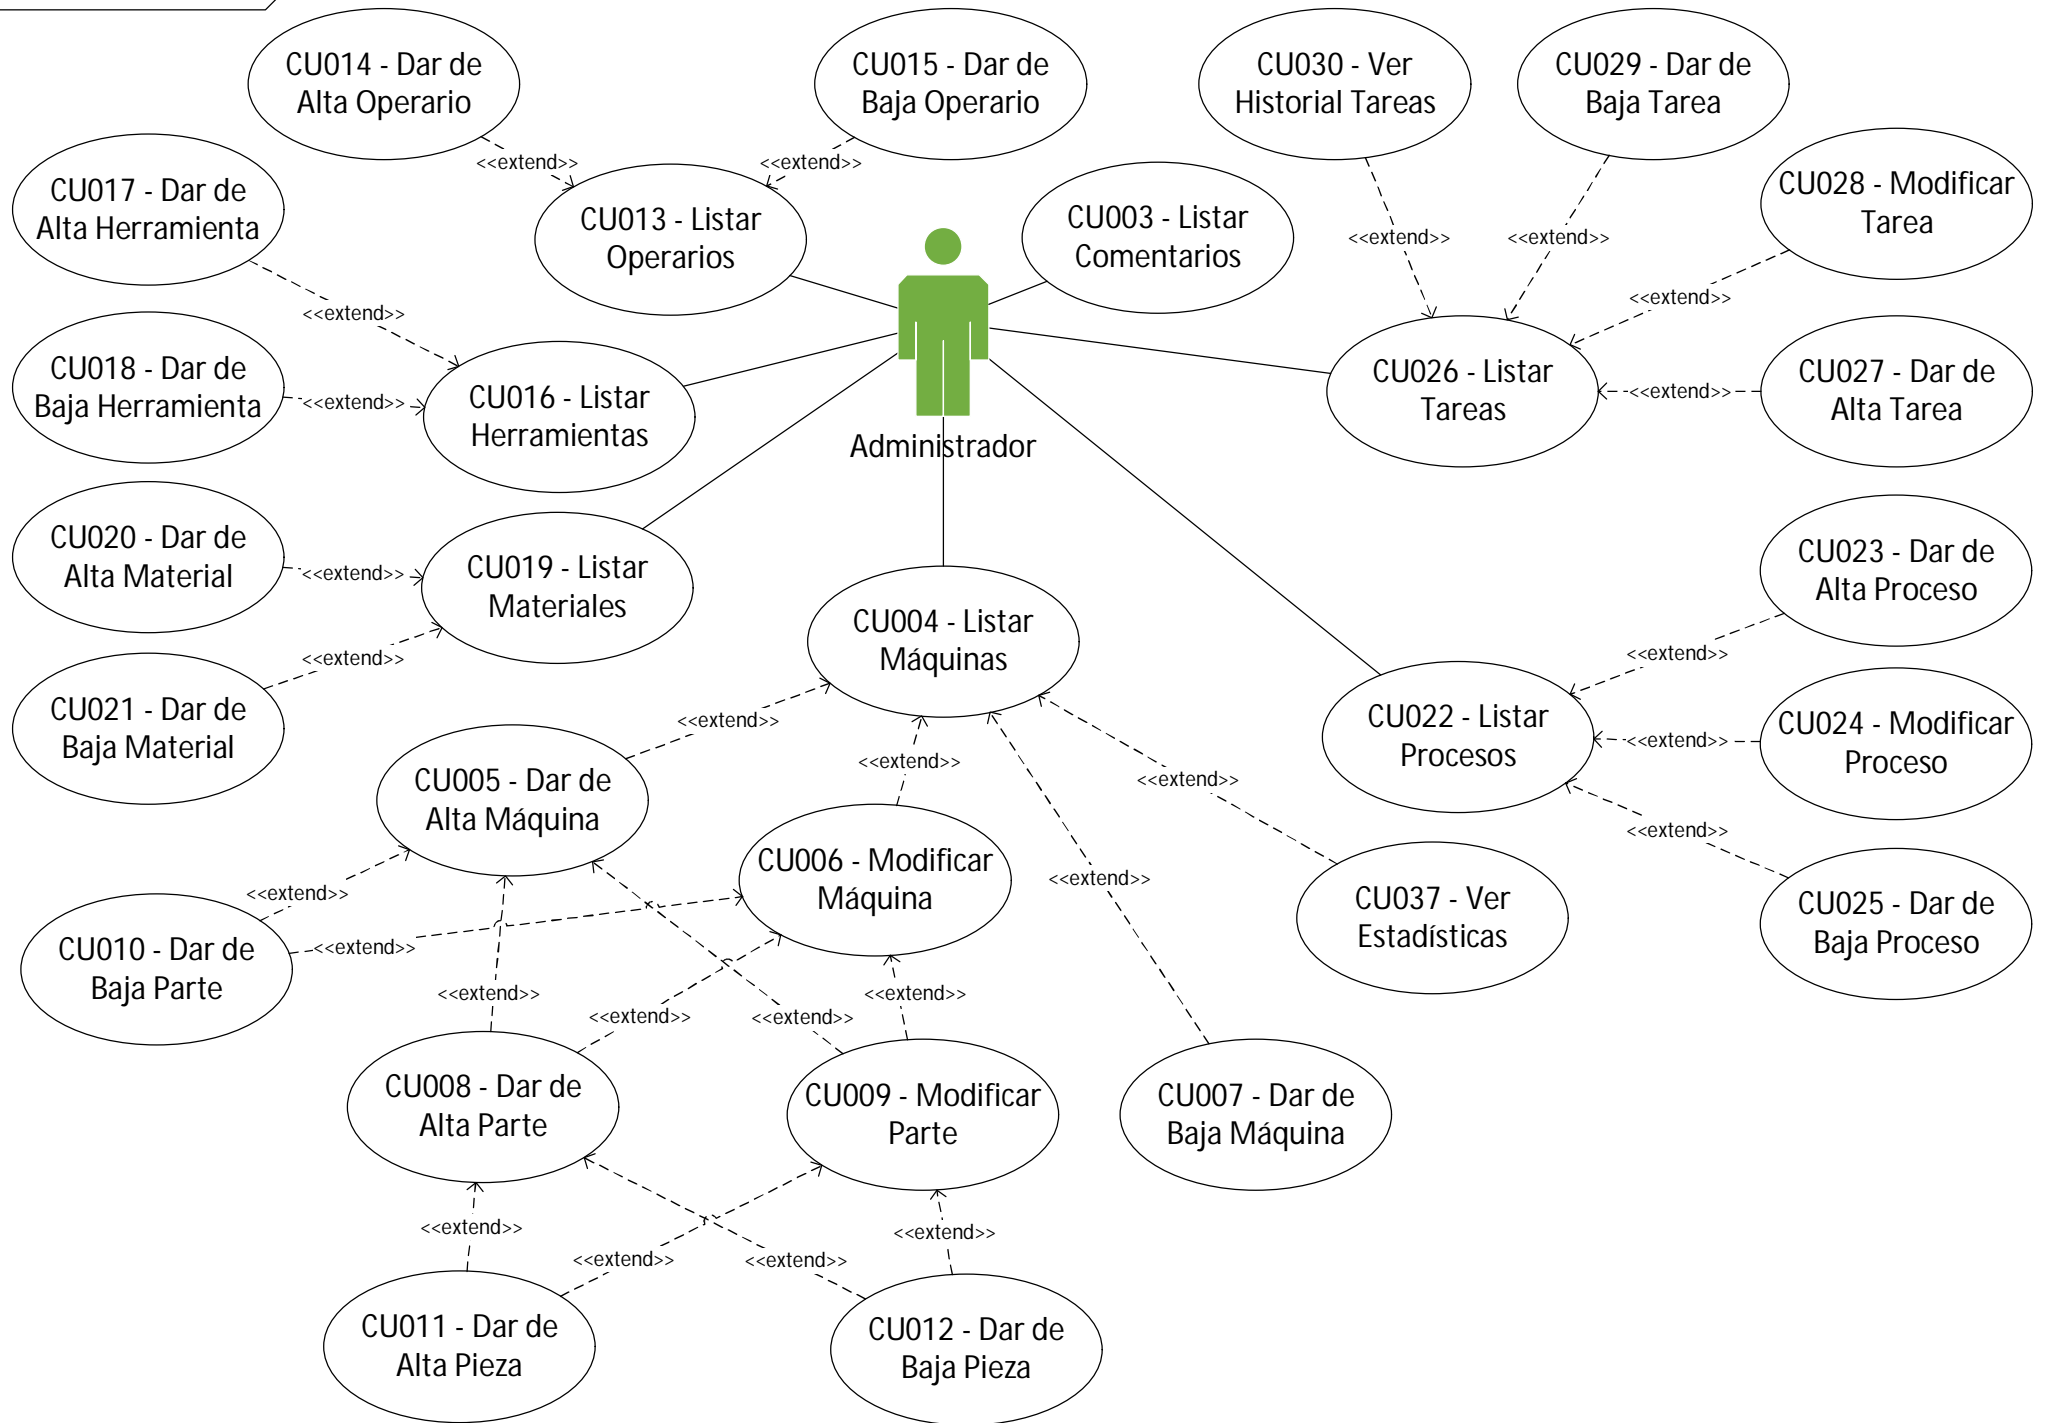 CU014 - Dar de
Alta Operario
CU015 - Dar de
Baja Operario
CU030 - Ver
Historial Tareas
CU029 - Dar de
Baja Tarea
<<extend>>
<<extend>>
CU017 - Dar de
Alta Herramienta
CU013 - Listar
Operarios
CU003 - Listar
Comentarios
CU028 - Modificar
Tarea
<<extend>>
<<extend>>
<<extend>>
<<extend>>
CU018 - Dar de
Baja Herramienta
<<extend>>
CU016 - Listar
Herramientas
Administrador
CU026 - Listar
Tareas
<<extend>>
CU027 - Dar de
Alta Tarea
CU020 - Dar de
Alta Material
<<extend>>
CU019 - Listar
Materiales
CU023 - Dar de
Alta Proceso
CU004 - Listar
Máquinas
<<extend>>
<<extend>>
CU021 - Dar de
Baja Material
<<extend>>
CU022 - Listar
Procesos
<<extend>>
CU024 - Modificar
Proceso
CU005 - Dar de
Alta Máquina
<<extend>>
<<extend>>
<<extend>>
CU006 - Modificar
Máquina
<<extend>>
<<extend>>
CU037 - Ver
Estadísticas
CU025 - Dar de
Baja Proceso
CU010 - Dar de
Baja Parte
<<extend>>
<<extend>>
<<extend>>
<<extend>>
<<extend>>
CU008 - Dar de
Alta Parte
CU009 - Modificar
Parte
CU007 - Dar de
Baja Máquina
<<extend>>
<<extend>>
<<extend>>
<<extend>>
CU011 - Dar de
Alta Pieza
CU012 - Dar de
Baja Pieza